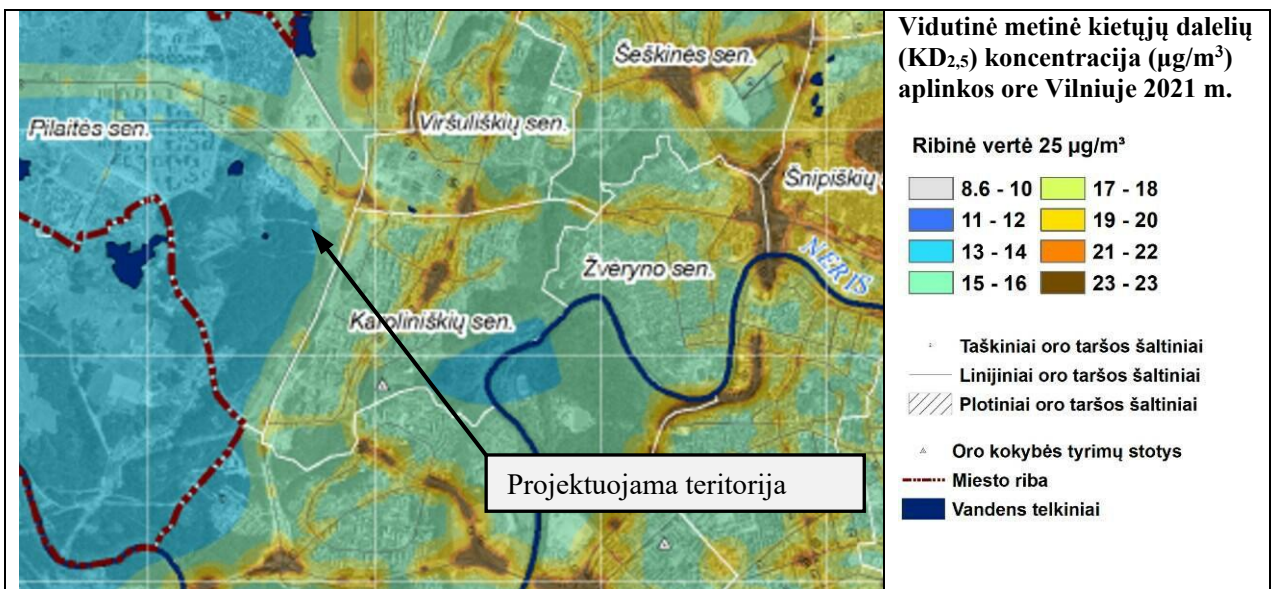 Vidutinė metinė kietųjų dalelių
(KD2,5) koncentracija (µg/m³)
aplinkos ore Vilniuje 2021 m.
Ribinė vertė 25 µg/m³
8.6 - 10
17 - 18
11 - 12
19 - 20
13 - 14
21 - 22
15 - 16
23 - 23
Taškiniai oro taršos šaltiniai
Linijiniai oro taršos šaltiniai
Plotiniai oro taršos šaltiniai
Oro kokybės tyrimų stotys
Miesto riba
Vandens telkiniai
Šeškinės sen.
Pilaitės sen.
Viršuliškių sen.
Šnipiškių
NERIS
Žvėryno sen.
Karoliniškių sen.
Projektuojama teritorija